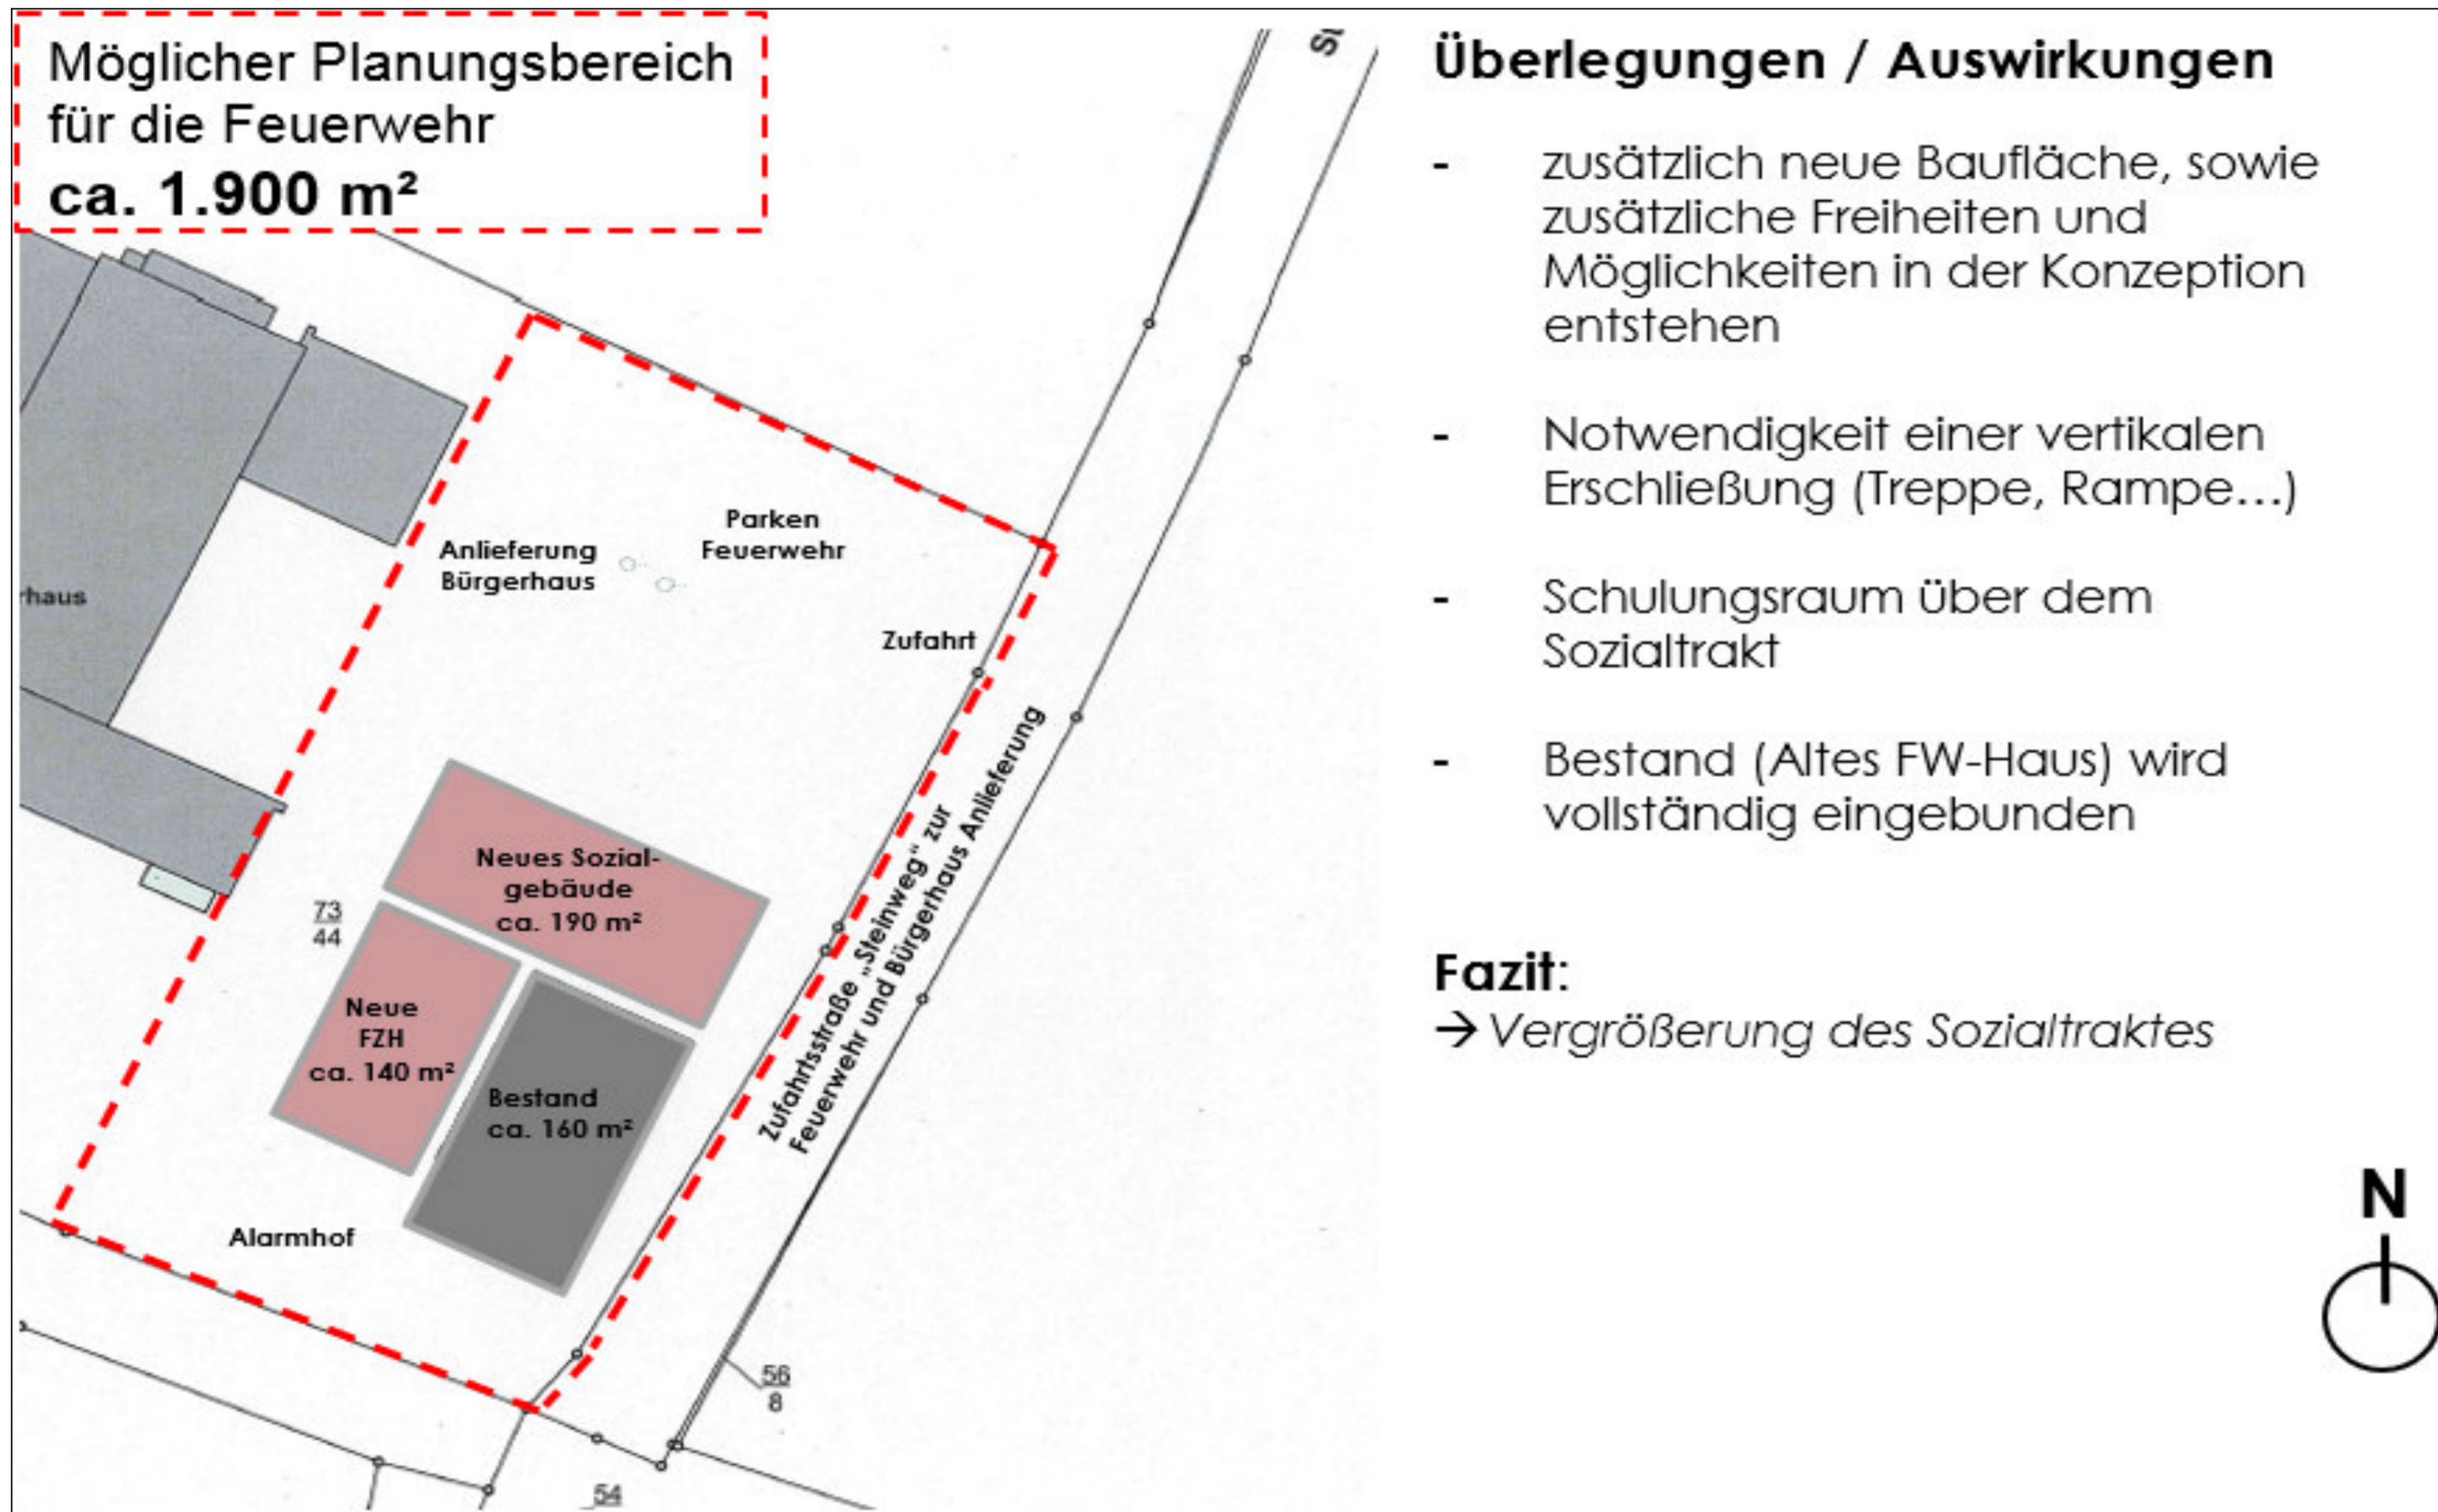 Möglicher Planungsbereich
für die Feuerwehr
ca. 1.900 m²
St
Parken
Feuerwehr
Anlieferung
Bürgerhaus
rhaus
Zufahrt
Zufahrtsstraße „Steinweg“ zur
Feuerwehr und Bürgerhaus Anlieferung
Neues Sozial-
gebäude
ca. 190 m²
73
44
Neue
FZH
ca. 140 m²
Bestand
ca. 160 m²
Alarmhof
56
8
54
Überlegungen / Auswirkungen
- zusätzlich neue Baufläche, sowie
zusätzliche Freiheiten und
Möglichkeiten in der Konzeption
entstehen
- Notwendigkeit einer vertikalen
Erschließung (Treppe, Rampe...)
- Schulungsraum über dem
Sozialtrakt
- Bestand (Altes FW-Haus) wird
vollständig eingebunden
Fazit:
→ Vergrößerung des Sozialtraktes
N